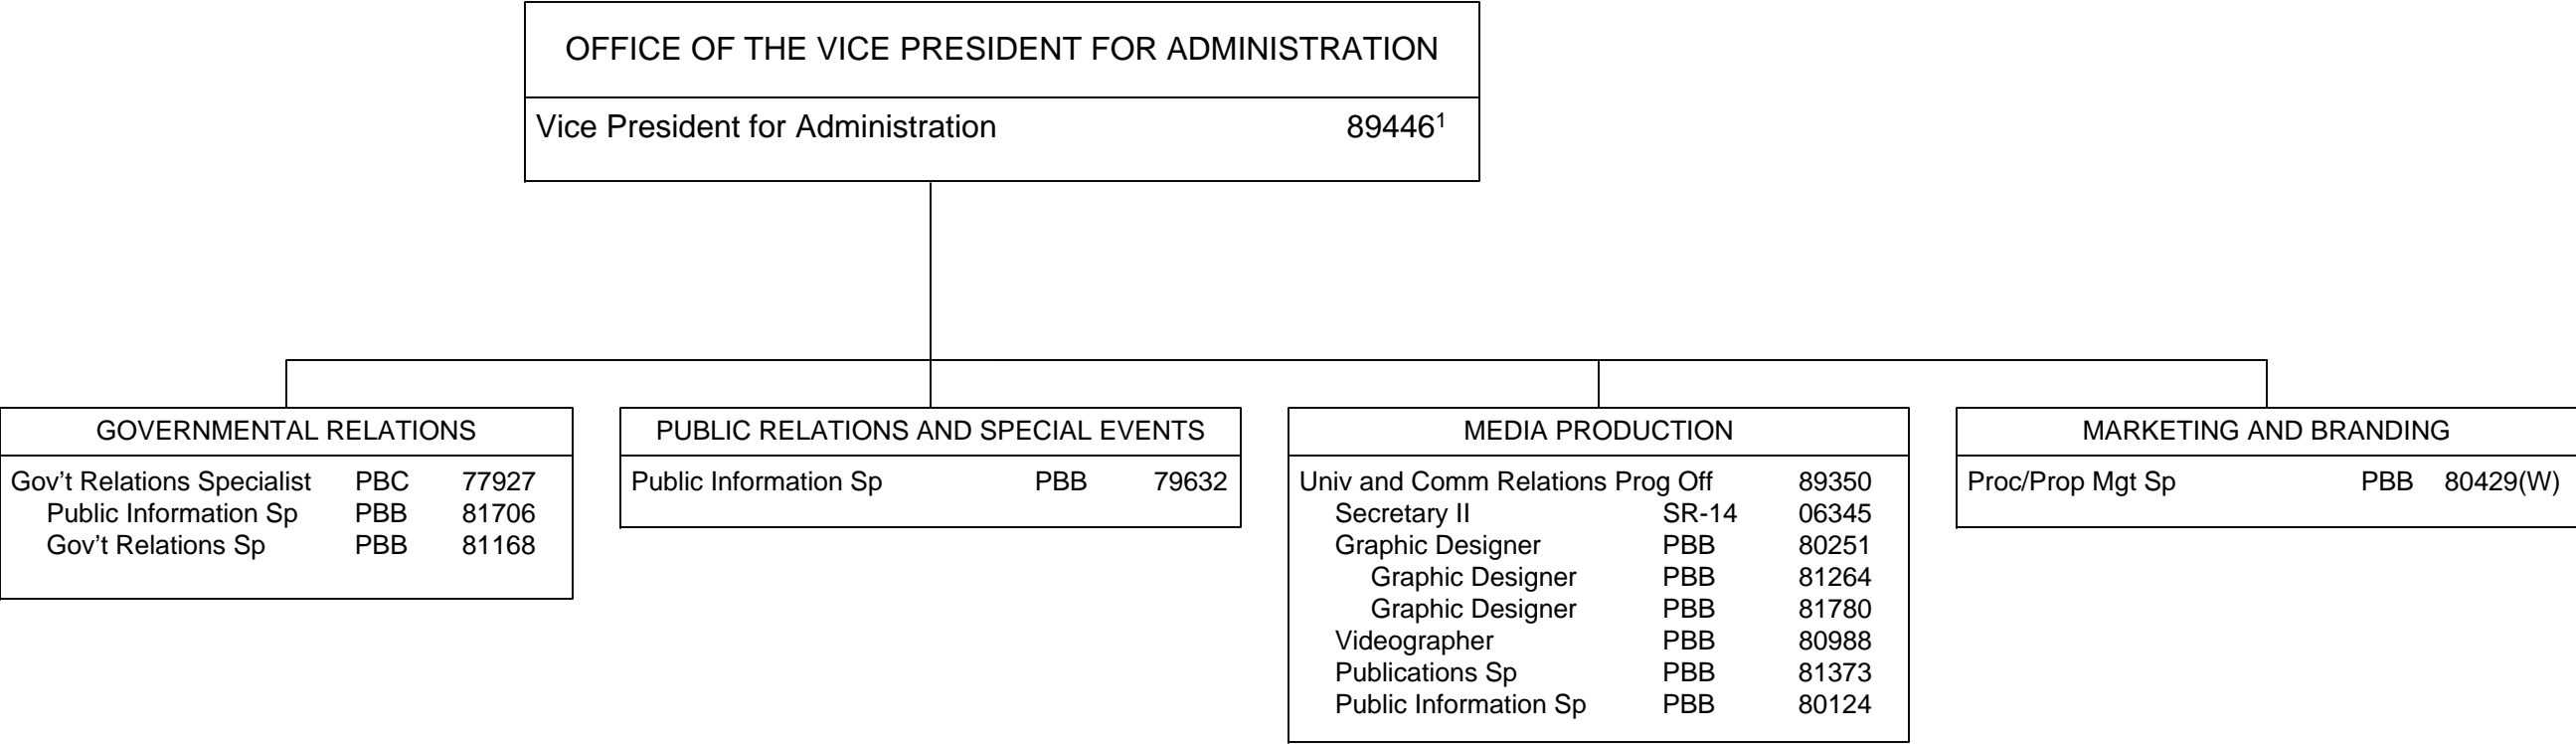 OFFICE OF THE VICE PRESIDENT FOR ADMINISTRATION
Vice President for Administration 89446¹
GOVERNMENTAL RELATIONS
Gov’t Relations Specialist PBC 77927
Public Information Sp PBB 81706
Gov’t Relations Sp PBB 81168
PUBLIC RELATIONS AND SPECIAL EVENTS
Public Information Sp PBB 79632
MEDIA PRODUCTION
Univ and Comm Relations Prog Off 89350
Secretary II SR-14 06345
Graphic Designer PBB 80251
Graphic Designer PBB 81264
Graphic Designer PBB 81780
Videographer PBB 80988
Publications Sp PBB 81373
Public Information Sp PBB 80124
MARKETING AND BRANDING
Proc/Prop Mgt Sp PBB 80429(W)